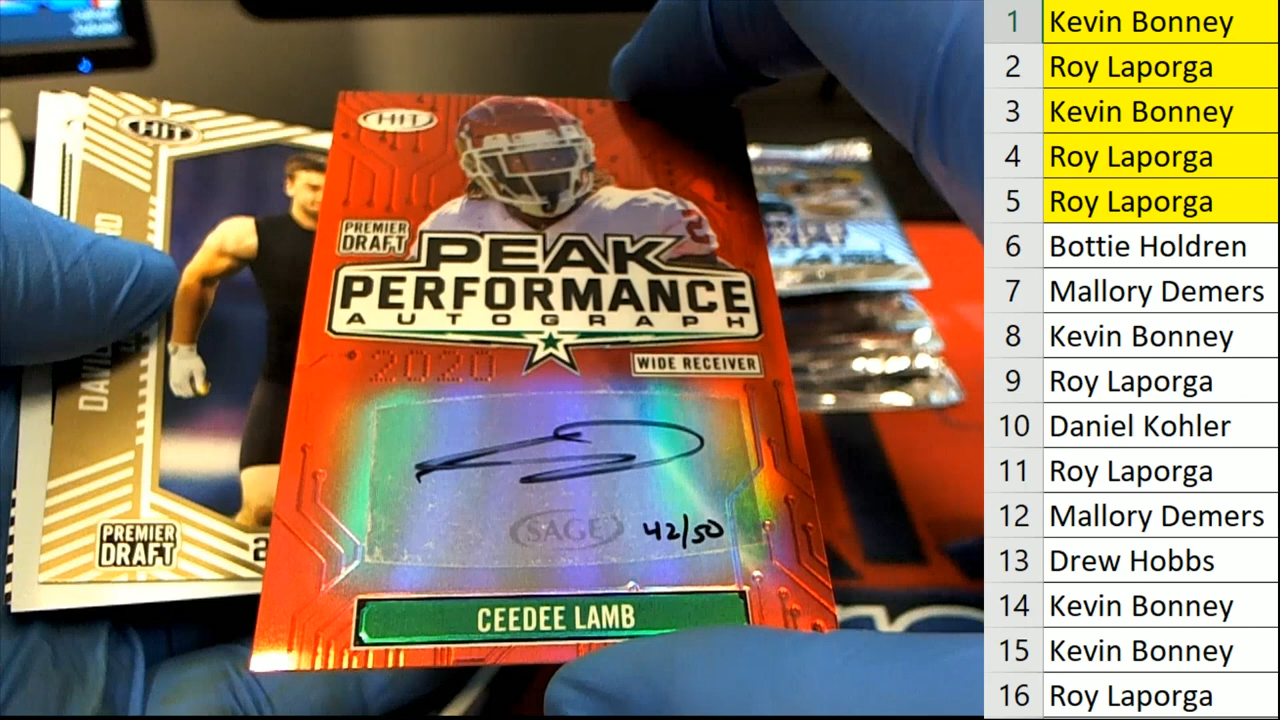 HIT
DAVI
PREMIER
DRAFT
2
HIT
PREMIER
DRAFT
PEAK
PERFORMANCE
AUTOGRAPH
2020
WIDE RECEIVER
SAGE
42/50
CEEDEE LAMB
1 Kevin Bonney
2 Roy Laporga
3 Kevin Bonney
4 Roy Laporga
5 Roy Laporga
6 Bottie Holdren
7 Mallory Demers
8 Kevin Bonney
9 Roy Laporga
10 Daniel Kohler
11 Roy Laporga
12 Mallory Demers
13 Drew Hobbs
14 Kevin Bonney
15 Kevin Bonney
16 Roy Laporga